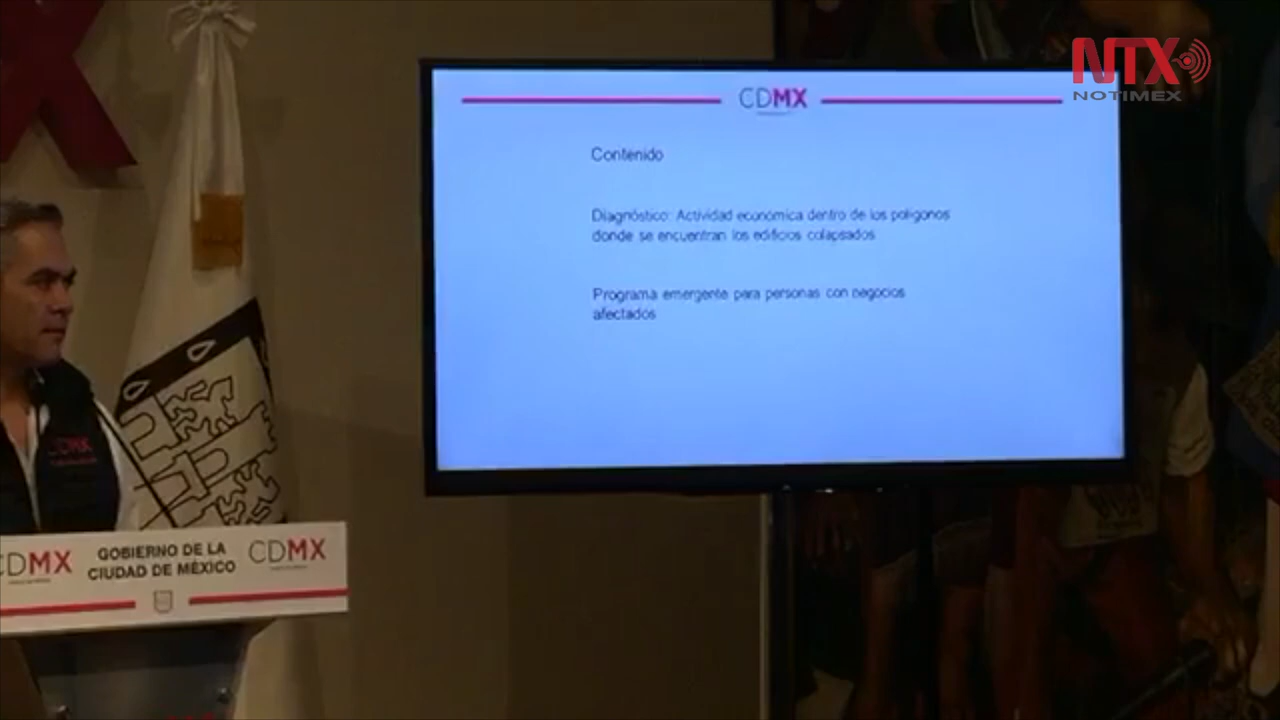 NTX
NOTIMEX
CDMX
Contenido
Diagnóstico: Actividad económica dentro de los polígonos
donde se encuentran los edificios colapsados
Programa emergente para personas con negocios
afectados
CDMX
CDMX
GOBIERNO DE LA
CIUDAD DE MÉXICO
CDMX